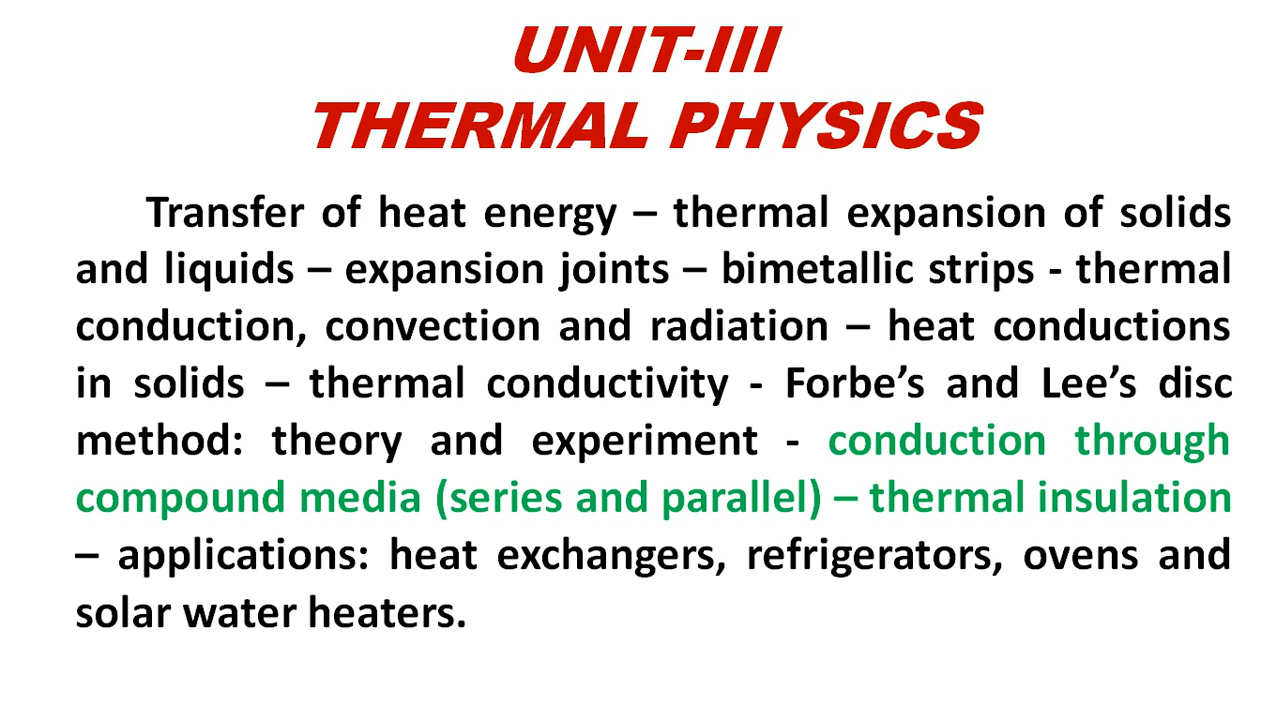 UNIT-III
THERMAL PHYSICS
Transfer of heat energy – thermal expansion of solids
and liquids – expansion joints – bimetallic strips - thermal
conduction, convection and radiation – heat conductions
in solids – thermal conductivity - Forbe’s and Lee’s disc
method: theory and experiment - conduction through
compound media (series and parallel) – thermal insulation
– applications: heat exchangers, refrigerators, ovens and
solar water heaters.